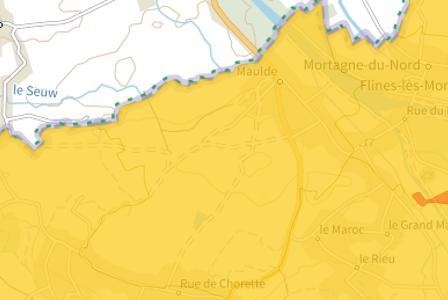 Maulde
Mortagne-du-Nord
Flines-lès-Mor
le Seuw
Rue du
le Maroc
le Grand Ma
le Rieu
Rue de Chorette